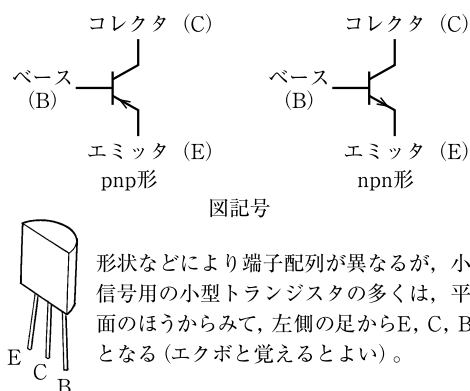 コレクタ (C)
ベース
(B)
エミッタ (E)
pnp形
コレクタ (C)
ベース
(B)
エミッタ (E)
npn形
図記号
形状などにより端子配列が異なるが，小
信号用の小型トランジスタの多くは，平
面のほうからみて，左側の足からE，C，B
となる（エクボと覚えるとよい）。
E
C
B